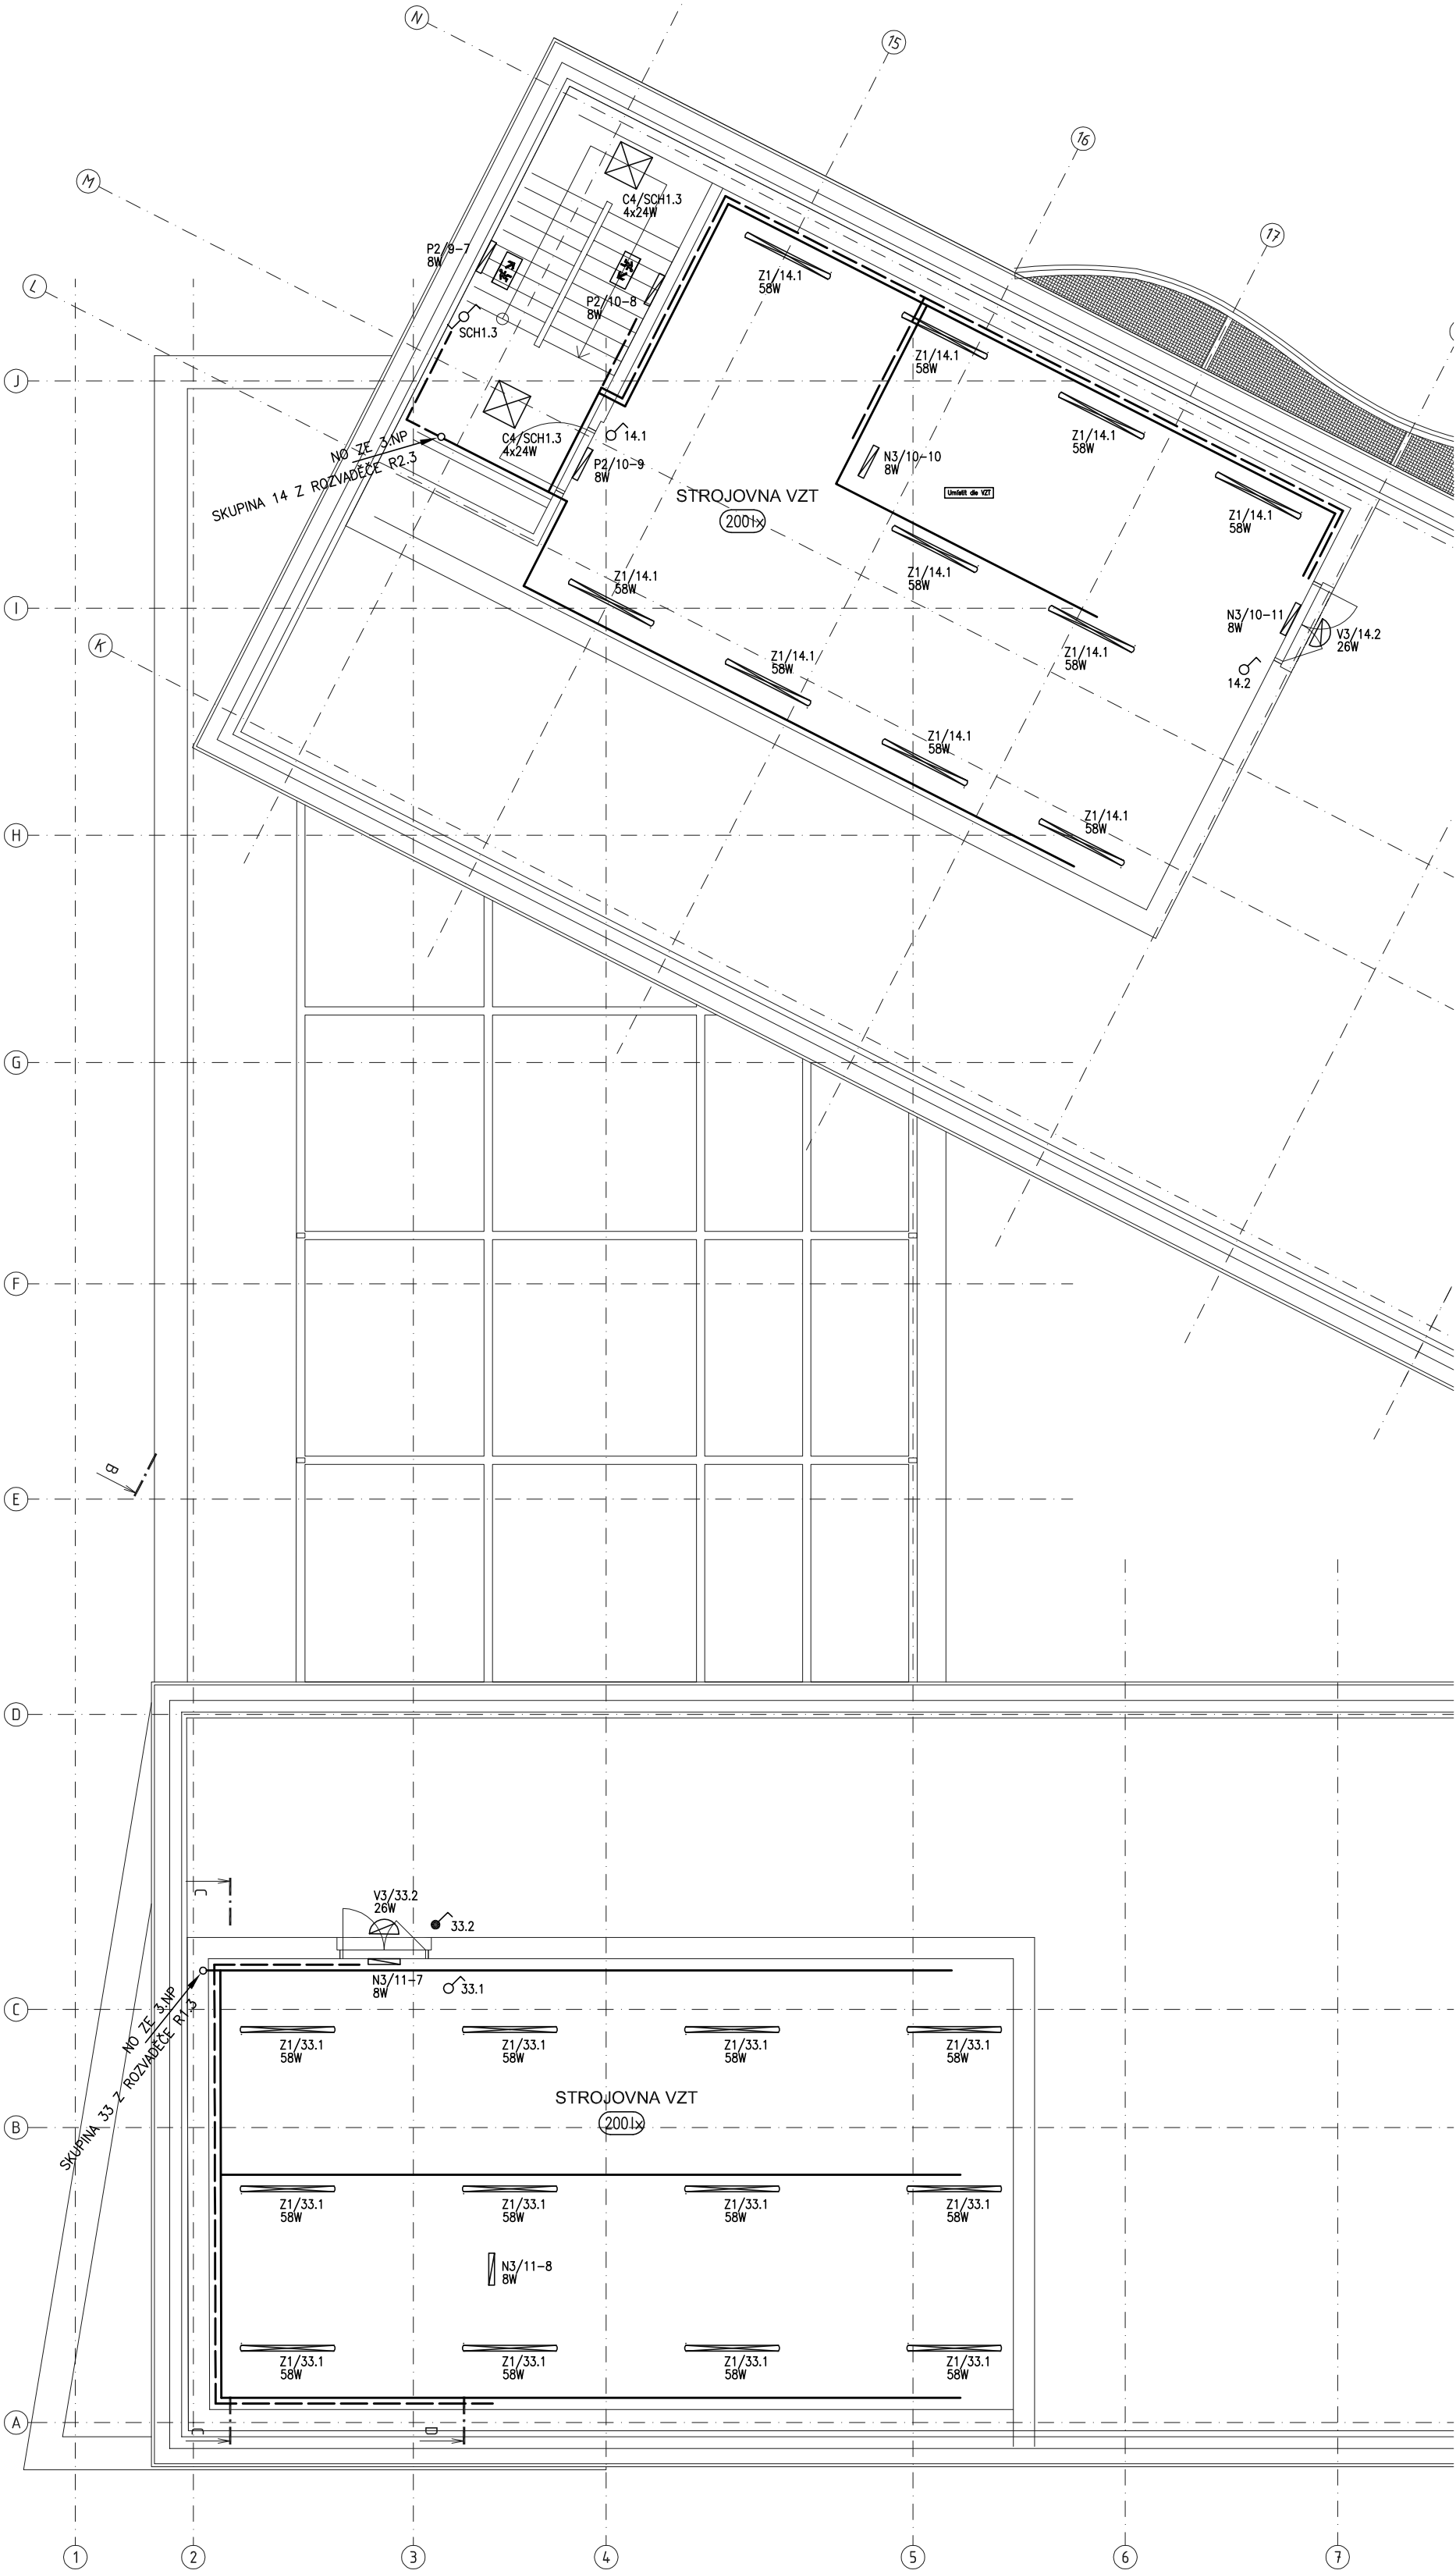 N
15
16
M
17
C4/SCH1.3
4x24W
P2/9-7
8W
Z1/14.1
58W
L
P2/10-8
8W
SCH1.3
Z1/14.1
58W
J
C4/SCH1.3
4x24W
14.1
Z1/14.1
58W
NO ZE 3.NP
SKUPINA 14 Z ROZVADĚČE R2.3
P2/10-9
8W
N3/10-10
8W
STROJOVNA VZT
200lx
Umístit dle VZT
Z1/14.1
58W
Z1/14.1
58W
Z1/14.1
58W
I
N3/10-11
8W
V3/14.2
26W
K
Z1/14.1
58W
Z1/14.1
58W
14.2
Z1/14.1
58W
H
Z1/14.1
58W
G
F
B
E
D
V3/33.2
26W
33.2
N3/11-7
8W
33.1
C
NO ZE 3.NP
SKUPINA 33 Z ROZVADĚČE R1.3
Z1/33.1
58W
Z1/33.1
58W
Z1/33.1
58W
Z1/33.1
58W
STROJOVNA VZT
200lx
B
Z1/33.1
58W
Z1/33.1
58W
Z1/33.1
58W
Z1/33.1
58W
N3/11-8
8W
Z1/33.1
58W
Z1/33.1
58W
Z1/33.1
58W
Z1/33.1
58W
A
1
2
3
4
5
6
7